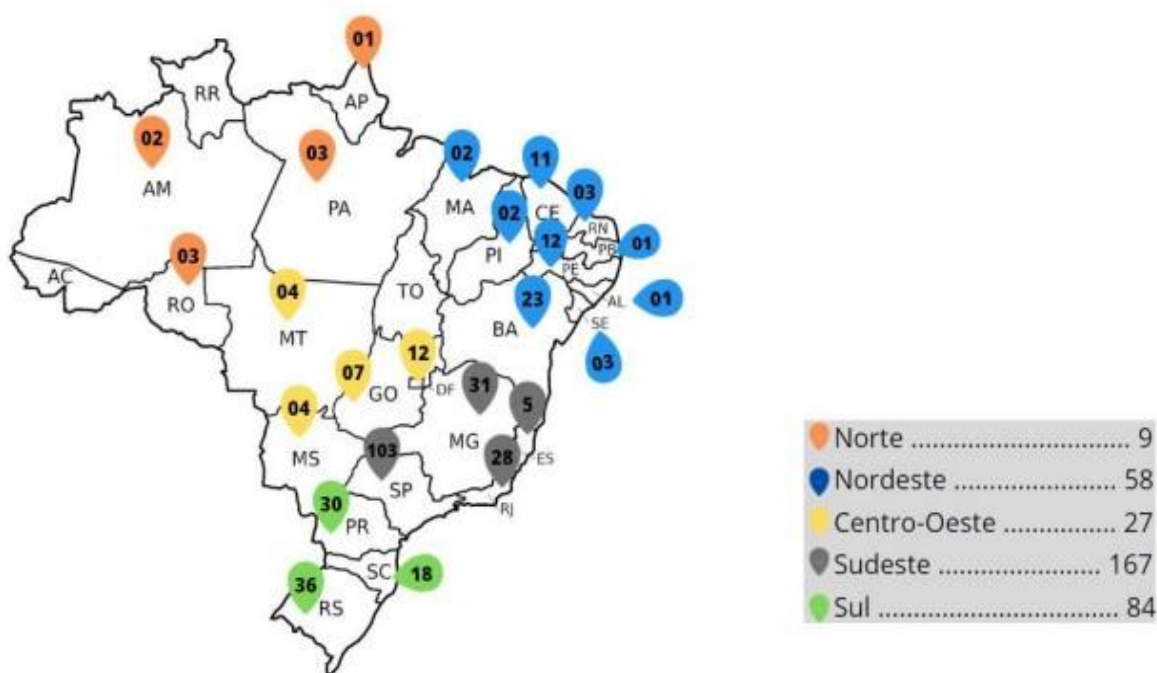 01
RR
AP
02
03
02
11
AM
PA
MA
CE
03
02
RN
12
PB
01
03
PI
PE
AC
RO
04
TO
23
AL
01
MT
BA
SE
12
03
07
GO
DF
31
04
5
MS
MG
103
28
ES
SP
30
RJ
PR
SC
18
36
RS
Norte .................................. 9
Nordeste ....................... 58
Centro-Oeste ................. 27
Sudeste ......................... 167
Sul .................................. 84